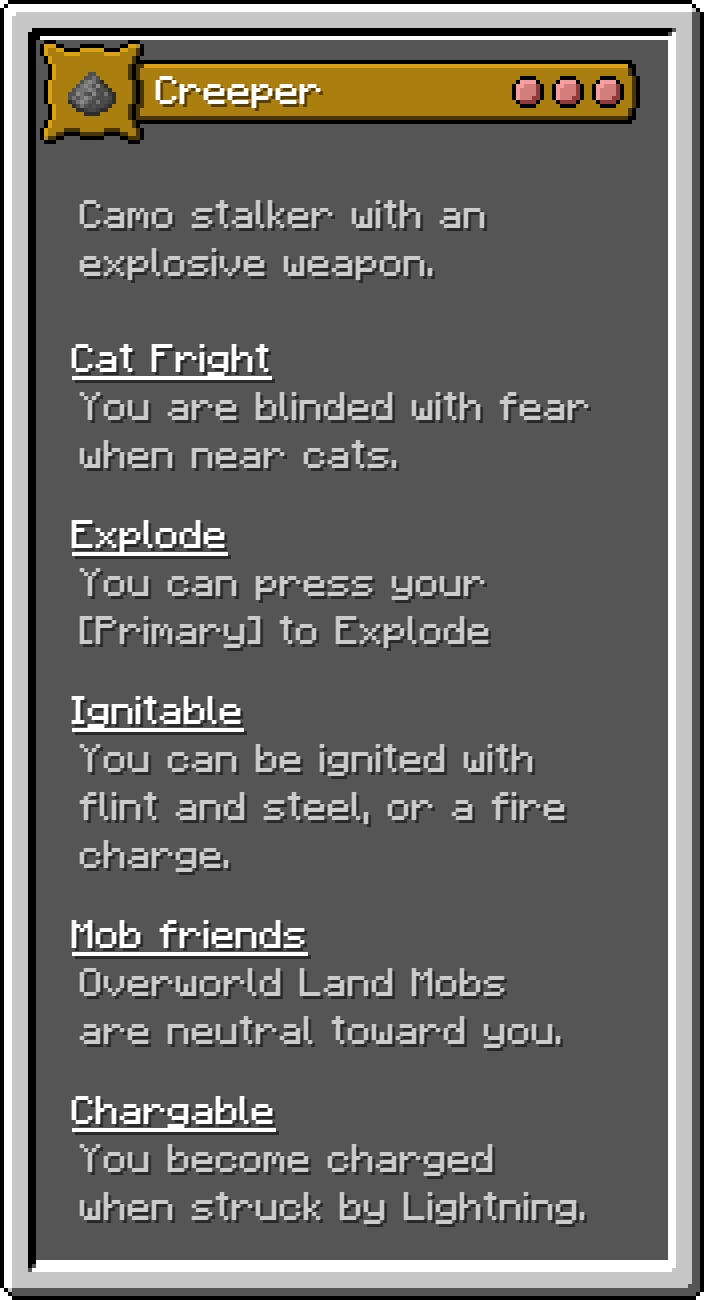 Creeper
Camo stalker with an
explosive weapon.
Cat Fright
You are blinded with fear
when near cats.
Explode
You can press your
[Primary] to Explode
Ignitable
You can be ignited with
flint and steel, or a fire
charge.
Mob friends
Overworld Land Mobs
are neutral toward you.
Chargable
You become charged
when struck by Lightning.